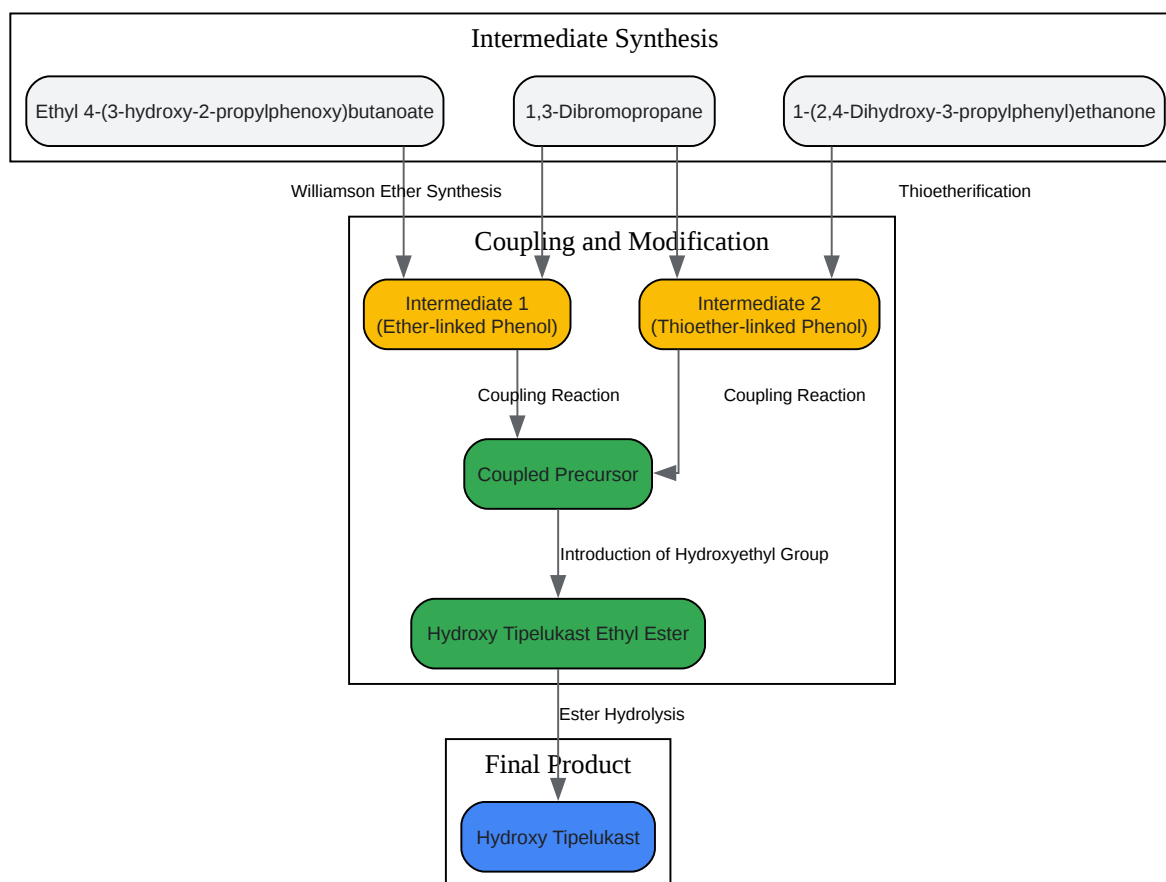 Intermediate Synthesis
Ethyl 4-(3-hydroxy-2-propylphenoxy)butanoate
1,3-Dibromopropane
1-(2,4-Dihydroxy-3-propylphenyl)ethanone
Williamson Ether Synthesis
Thioetherification
Coupling and Modification
Intermediate 1
(Ether-linked Phenol)
Intermediate 2
(Thioether-linked Phenol)
Coupling Reaction
Coupling Reaction
Coupled Precursor
Introduction of Hydroxyethyl Group
Hydroxy Tipelukast Ethyl Ester
Ester Hydrolysis
Final Product
Hydroxy Tipelukast